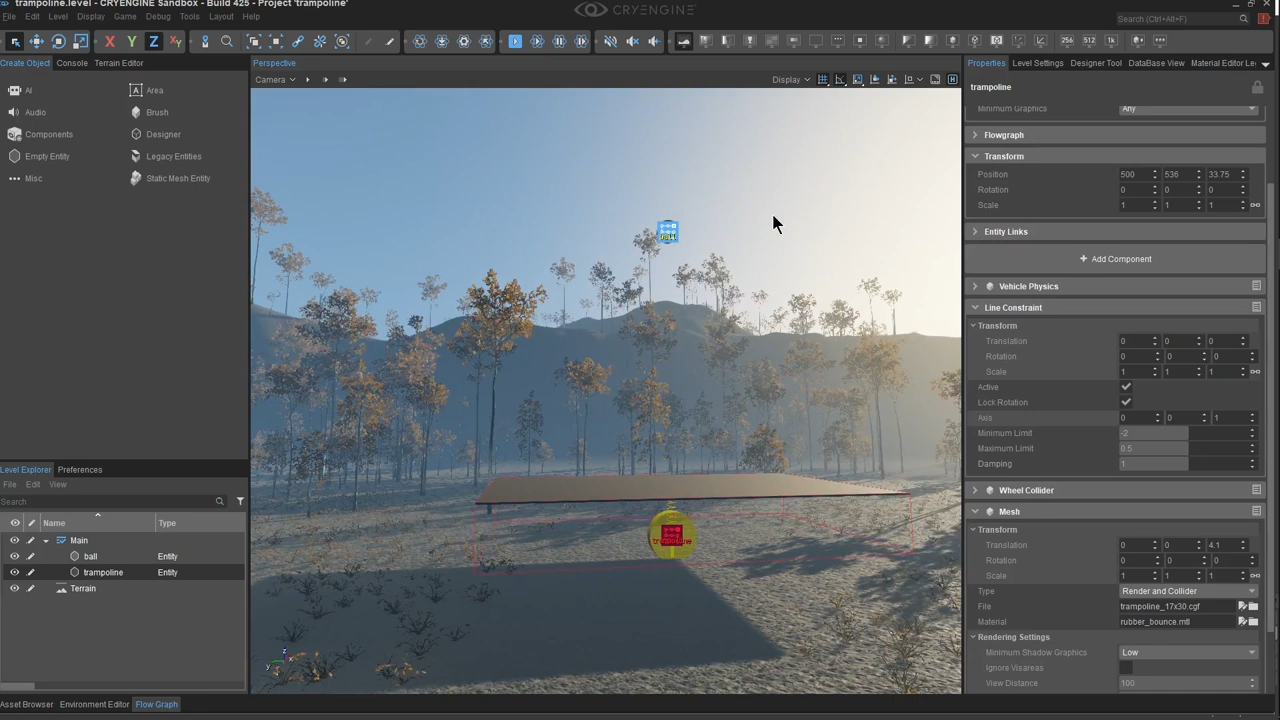 trampoline.level - CRYENGINE Sandbox - Build 425 - Project 'trampoline'
CRYENGINE
File Edit Level Display Game Debug Tools Layout Help
Search (Ctrl+Alt+F)
X Y Z XY 256 512 1k
Create Object Console Terrain Editor
Perspective
Properties Level Settings Designer Tool DataBase View Material Editor Le
Camera
Display
AI
Area
Audio
Brush
Components
Designer
Empty Entity
Legacy Entities
Misc
Static Mesh Entity
trampoline
Minimum Graphics Any
Flowgraph
Transform
Position 500 536 33.75
Rotation 0 0 0
Scale 1 1 1
Entity Links
Add Component
Vehicle Physics
Line Constraint
Transform
Translation 0 0 0
Rotation 0 0 0
Scale 1 1 1
Active
Lock Rotation
Axis 0 0 1
Minimum Limit -2
Maximum Limit 0.5
Damping 1
Wheel Collider
Mesh
Transform
Translation 0 0 4.1
Rotation 0 0 0
Scale 1 1 1
Type Render and Collider
File trampoline_17x30.cgf
Material rubber_bounce.mtl
Rendering Settings
Minimum Shadow Graphics Low
Ignore Visareas
View Distance 100
ball
trampoline
z
x
y
Level Explorer Preferences
File Edit View
Search
Name Type
Main
ball Entity
trampoline Entity
Terrain
Asset Browser Environment Editor Flow Graph